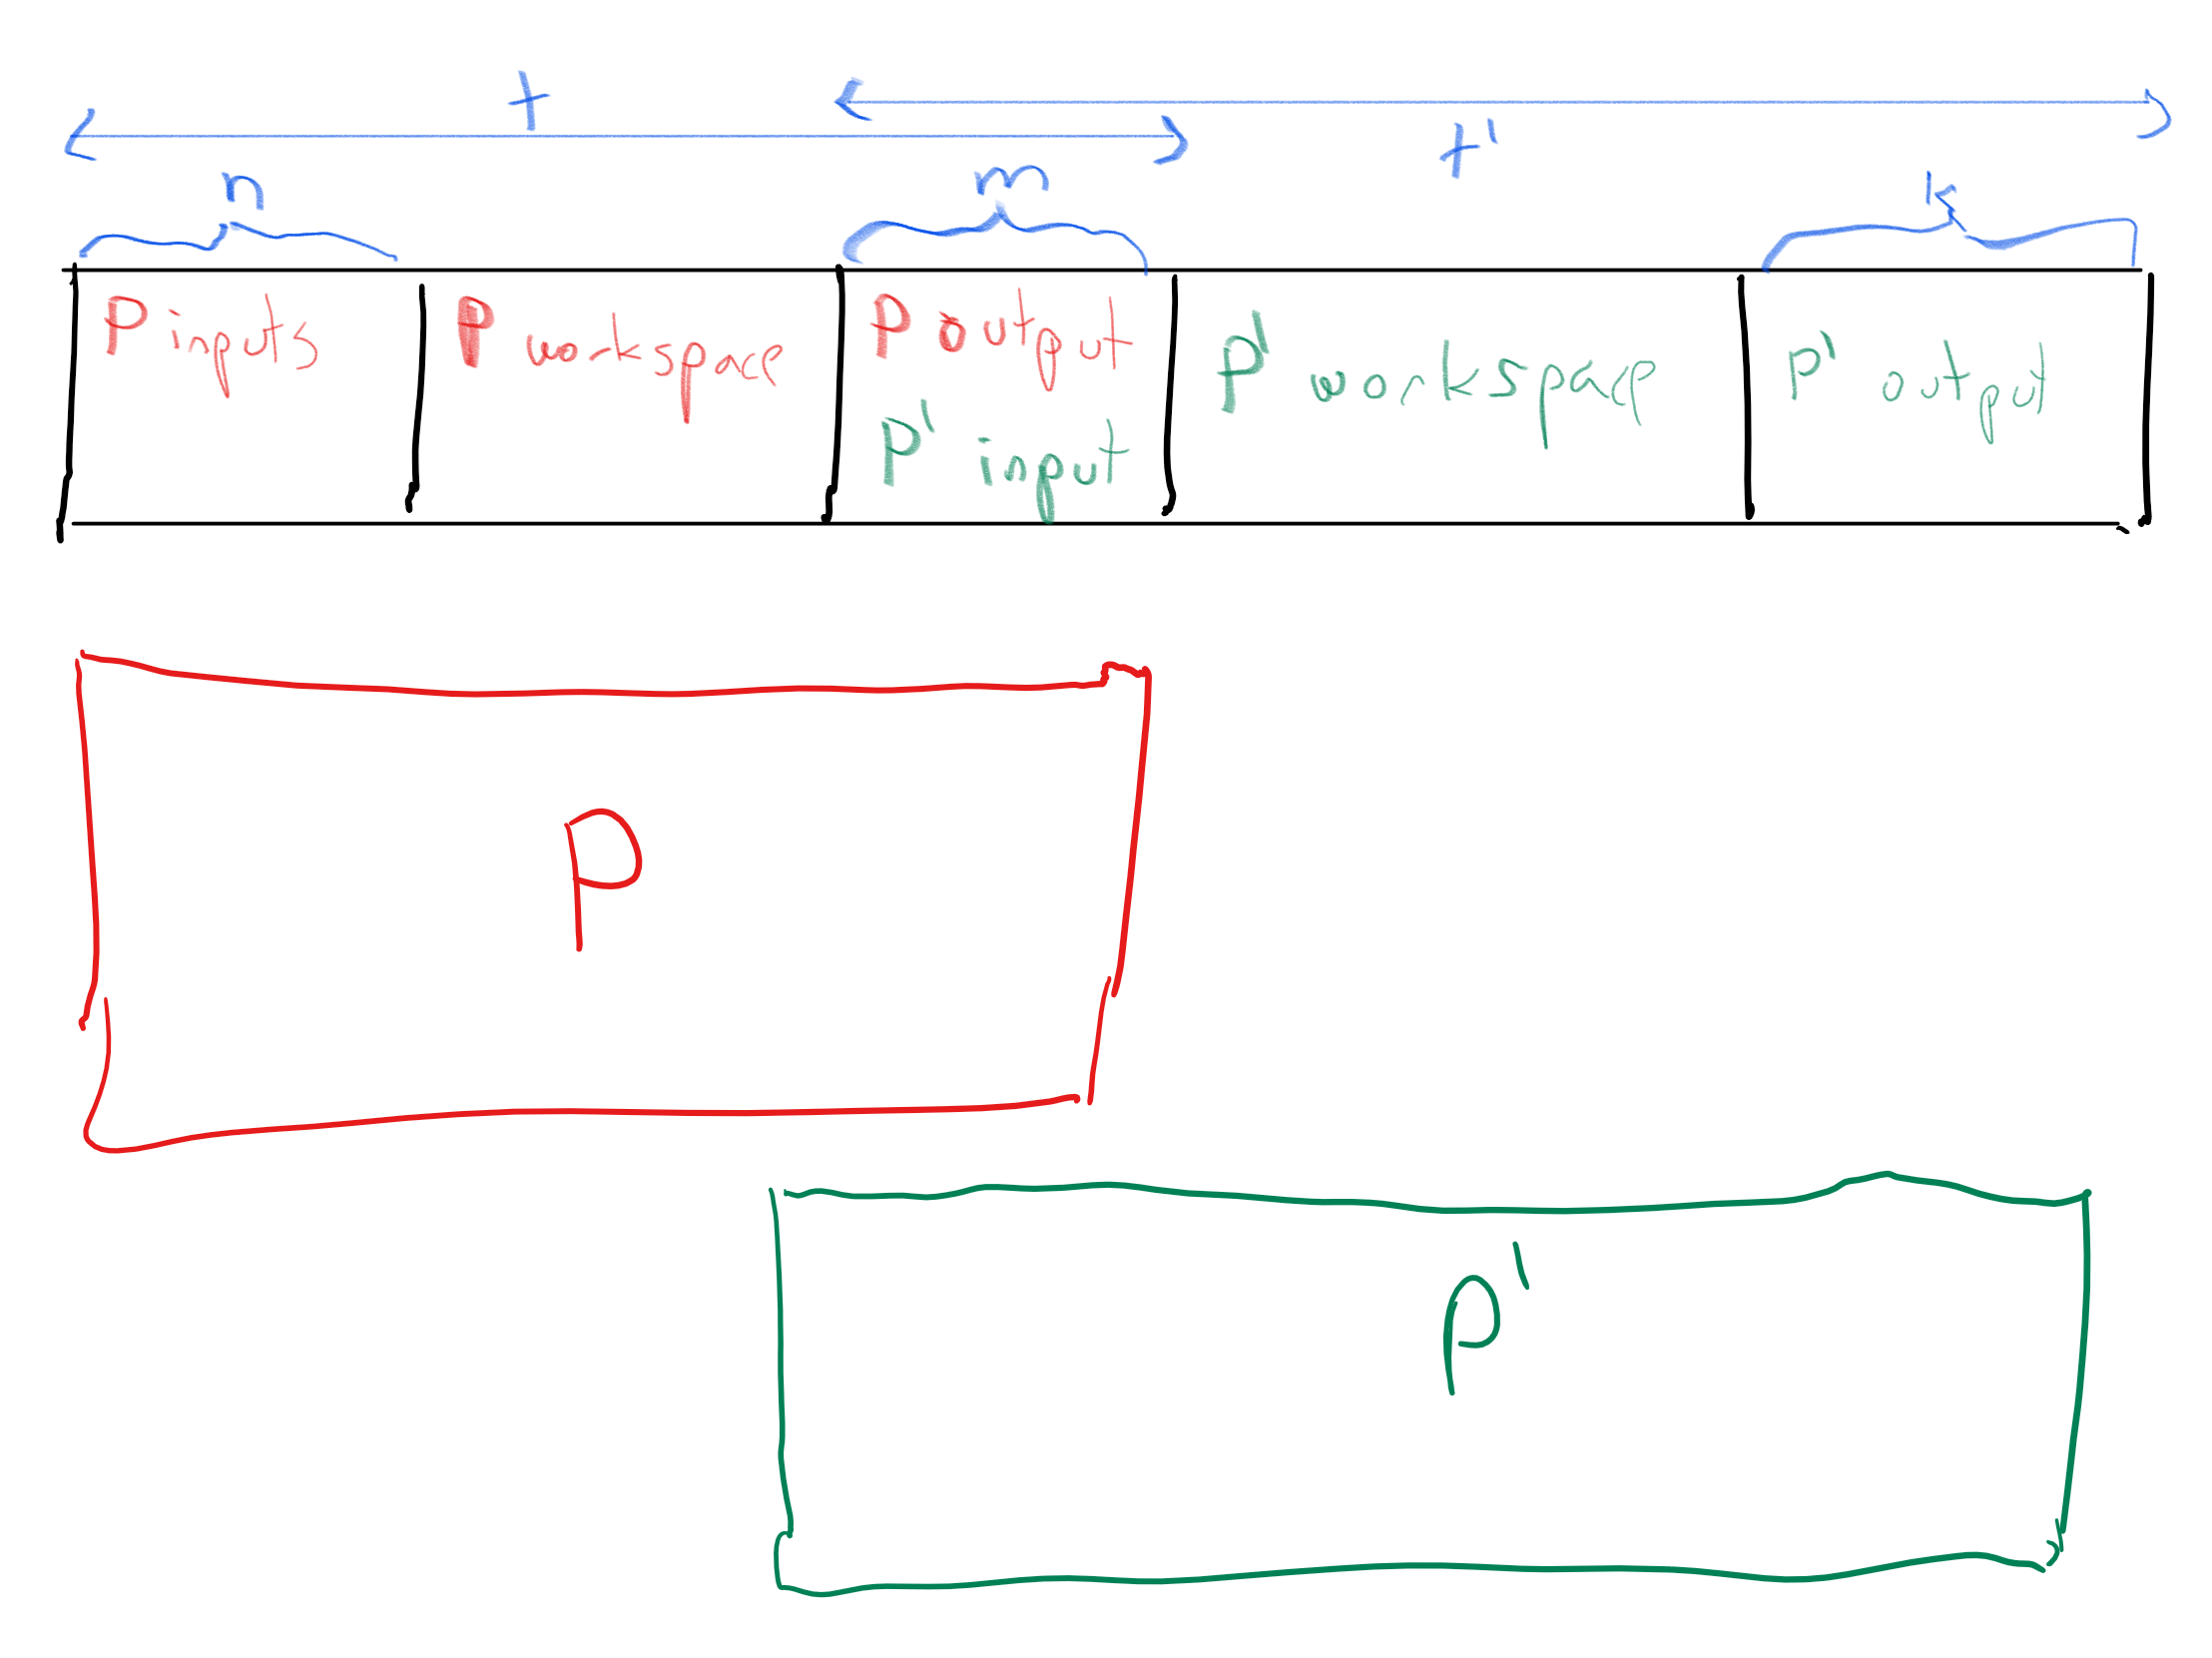 t
t'
n
m
k
P inputs
P workspace
P output
P' input
P' workspace
P' output
P
P'